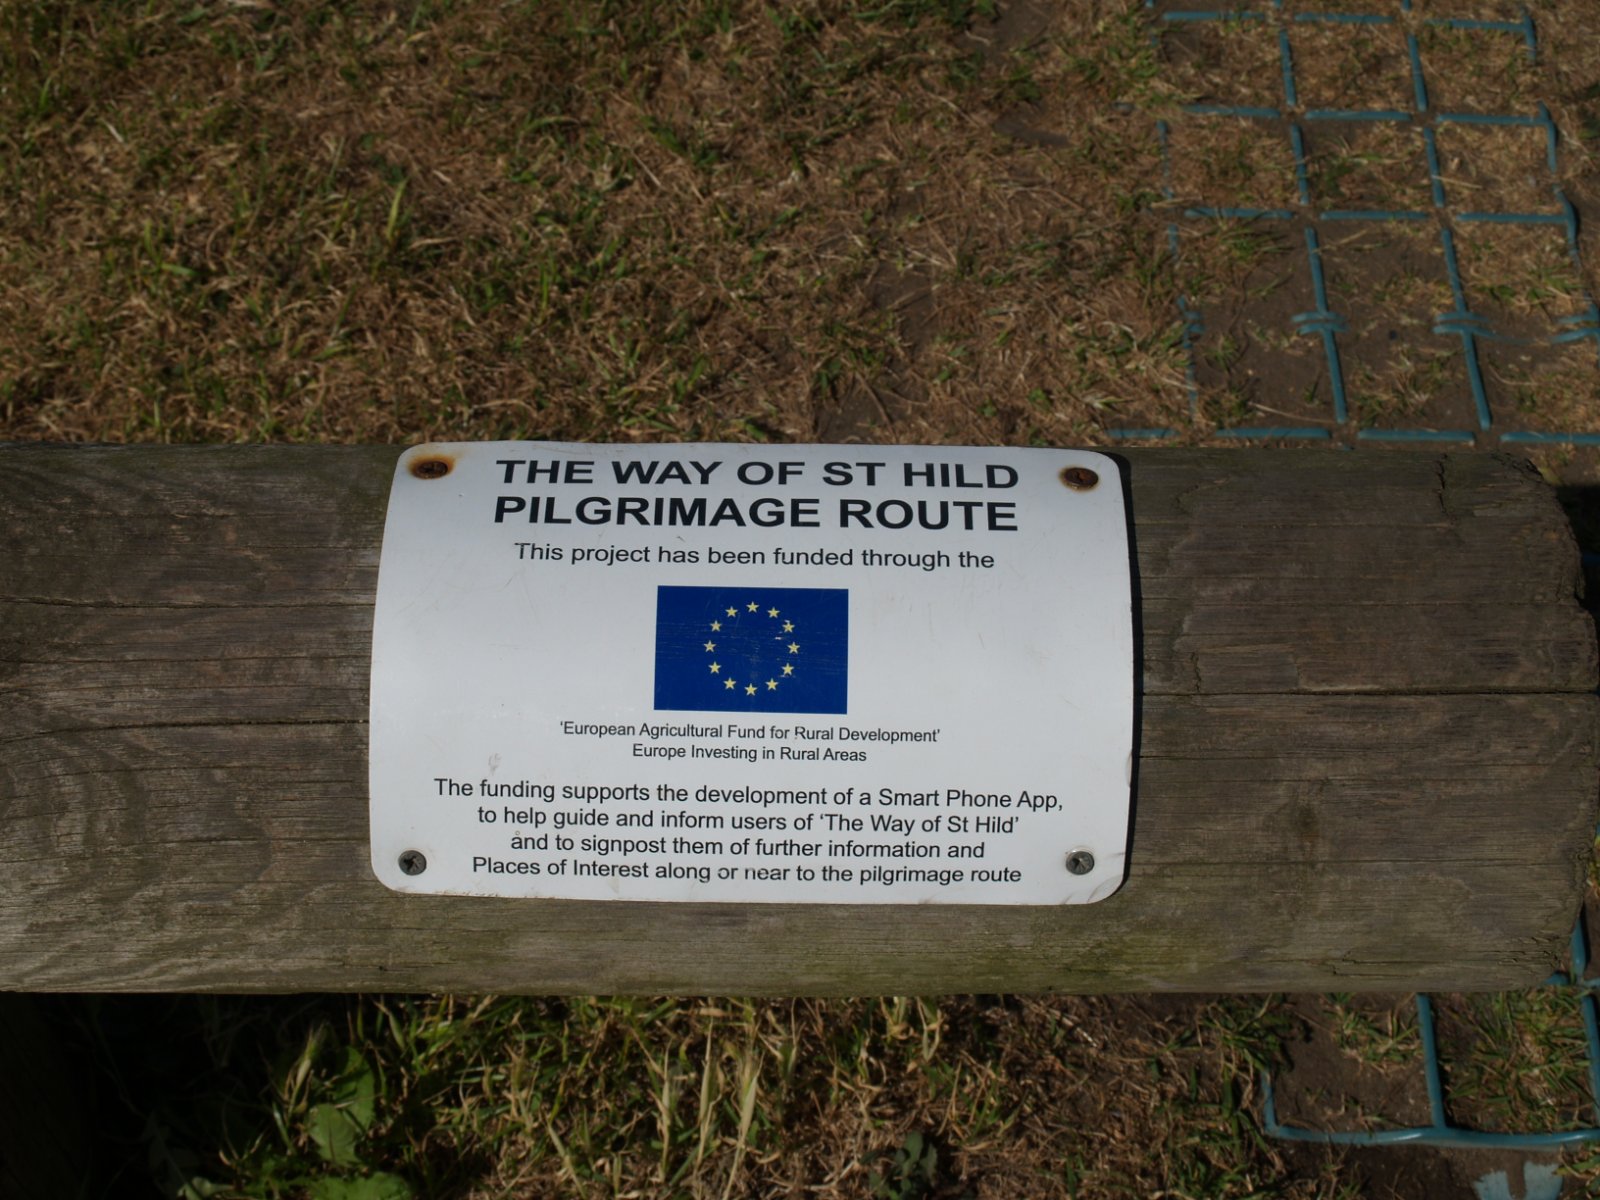 THE WAY OF ST HILD
PILGRIMAGE ROUTE
This project has been funded through the
'European Agricultural Fund for Rural Development'
Europe Investing in Rural Areas
The funding supports the development of a Smart Phone App,
to help guide and inform users of 'The Way of St Hild'
and to signpost them of further information and
Places of Interest along or near to the pilgrimage route